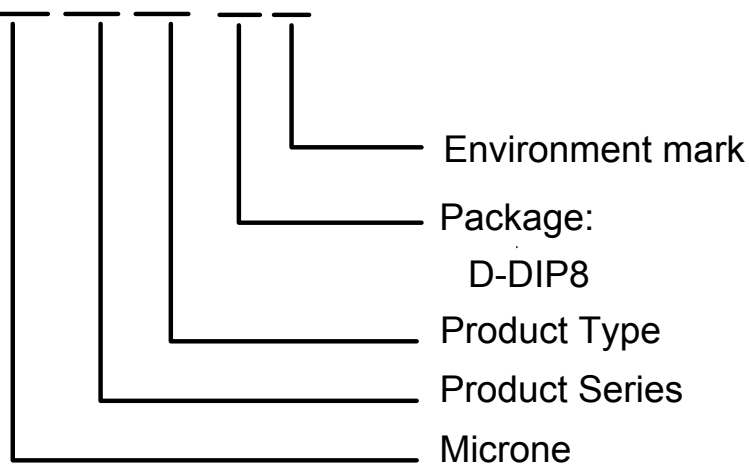 Environment mark
Package:
D-DIP8
Product Type
Product Series
Microne